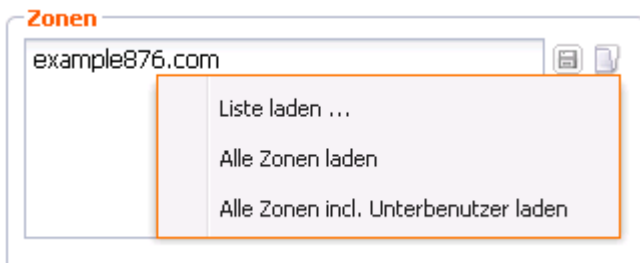 Zonen
example876.com
Liste laden ...
Alle Zonen laden
Alle Zonen incl. Unterbenutzer laden